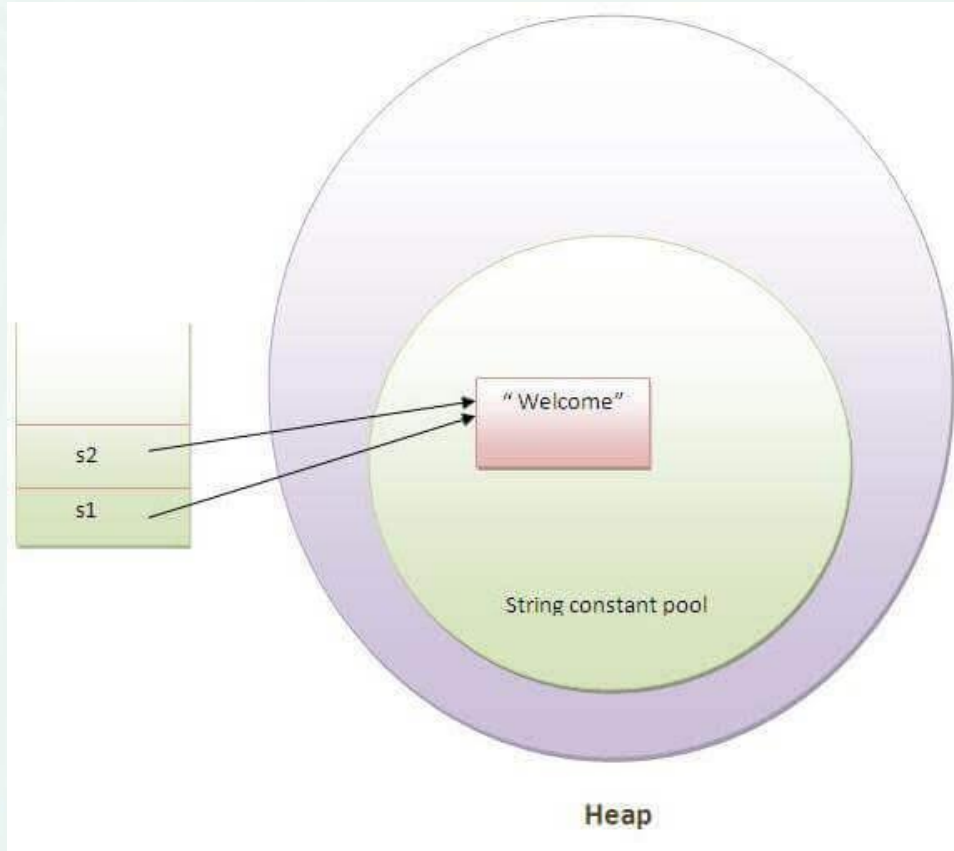 “ Welcome”
s2
s1
String constant pool
Heap